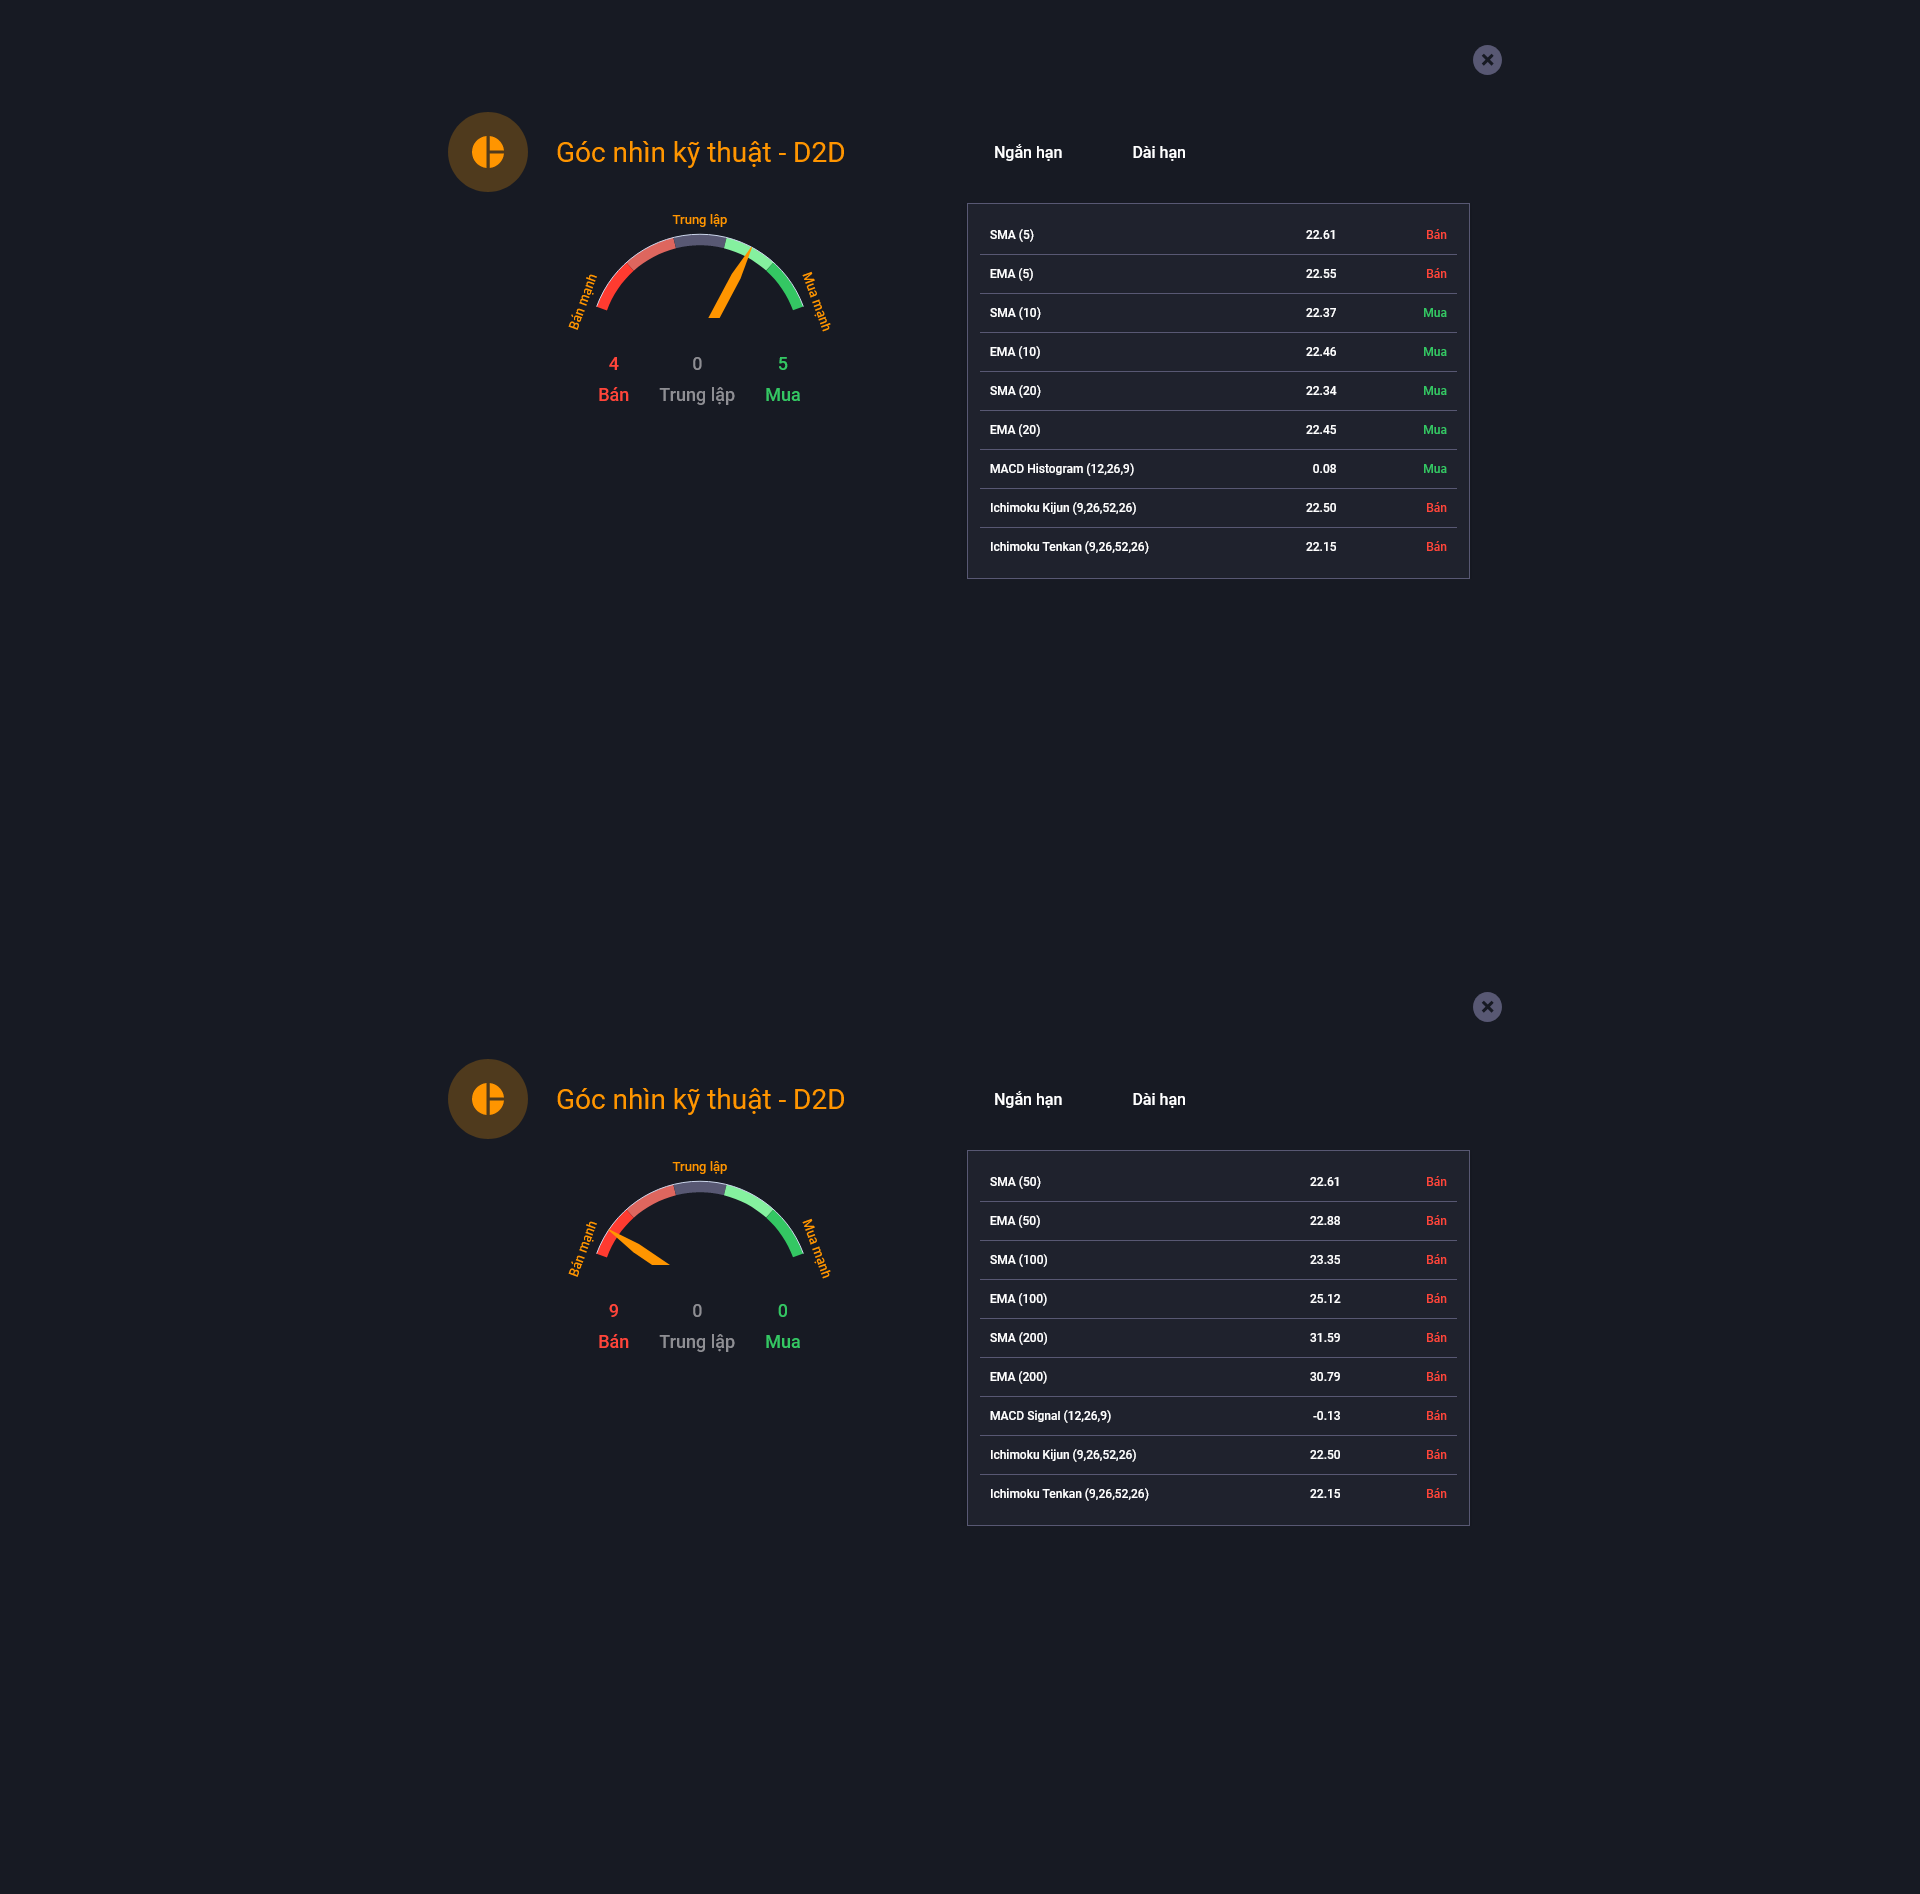 Góc nhìn kỹ thuật - D2D
Ngắn hạn Dài hạn
Trung lập
Bán mạnh
Mua mạnh
4 0 5
Bán Trung lập Mua
SMA (5) 22.61 Bán
EMA (5) 22.55 Bán
SMA (10) 22.37 Mua
EMA (10) 22.46 Mua
SMA (20) 22.34 Mua
EMA (20) 22.45 Mua
MACD Histogram (12,26,9) 0.08 Mua
Ichimoku Kijun (9,26,52,26) 22.50 Bán
Ichimoku Tenkan (9,26,52,26) 22.15 Bán
Góc nhìn kỹ thuật - D2D
Ngắn hạn Dài hạn
Trung lập
Bán mạnh
Mua mạnh
9 0 0
Bán Trung lập Mua
SMA (50) 22.61 Bán
EMA (50) 22.88 Bán
SMA (100) 23.35 Bán
EMA (100) 25.12 Bán
SMA (200) 31.59 Bán
EMA (200) 30.79 Bán
MACD Signal (12,26,9) -0.13 Bán
Ichimoku Kijun (9,26,52,26) 22.50 Bán
Ichimoku Tenkan (9,26,52,26) 22.15 Bán